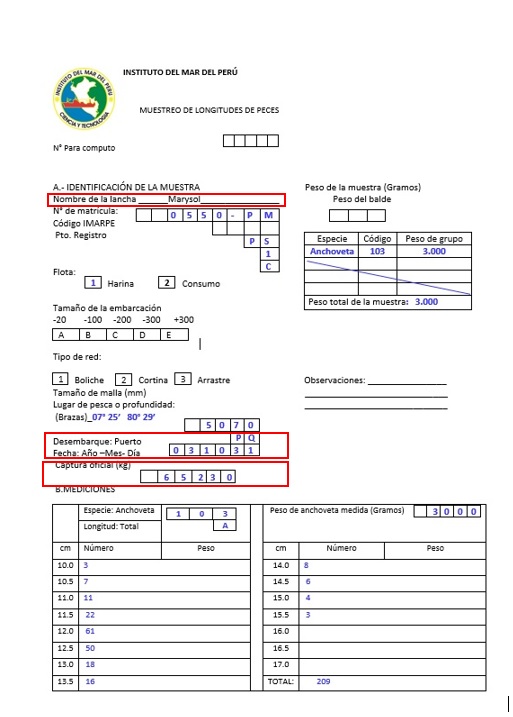 INSTITUTO DEL MAR DEL PERÚ
INSTITUTO DEL MAR DEL PERU
CIENCIA Y TECNOLOGIA
MUESTREO DE LONGITUDES DE PECES
N° Para computo
A.- IDENTIFICACIÓN DE LA MUESTRA
Nombre de la lancha ______Marysol________________
N° de matrícula: 0 5 5 0 - P M
Código IMARPE
Pto. Registro P S
1
C
Flota:
1 Harina 2 Consumo
Tamaño de la embarcación
-20 -100 -200 -300 +300
A B C D E
Tipo de red:
1 Boliche 2 Cortina 3 Arrastre
Tamaño de malla (mm)
Lugar de pesca o profundidad:
(Brazas)_07° 25’ 80° 29’
5 0 7 0
Desembarque: Puerto P Q
Fecha: Año –Mes- Día 0 3 1 0 3 1
Captura oficial (kg)
6 5 2 3 0
Peso de la muestra (Gramos)
Peso del balde
Especie Código Peso de grupo
Anchoveta 103 3.000
Peso total de la muestra: 3.000
Observaciones: _________________
B.MEDICIONES
Especie: Anchoveta 1 0 3
Longitud: Total A
Peso de anchoveta medida (Gramos) 3 0 0 0
cm Número Peso cm Número Peso
10.0 3 14.0 8
10.5 7 14.5 6
11.0 11 15.0 4
11.5 22 15.5 3
12.0 61 16.0
12.5 50 16.5
13.0 18 17.0
13.5 16 TOTAL: 209